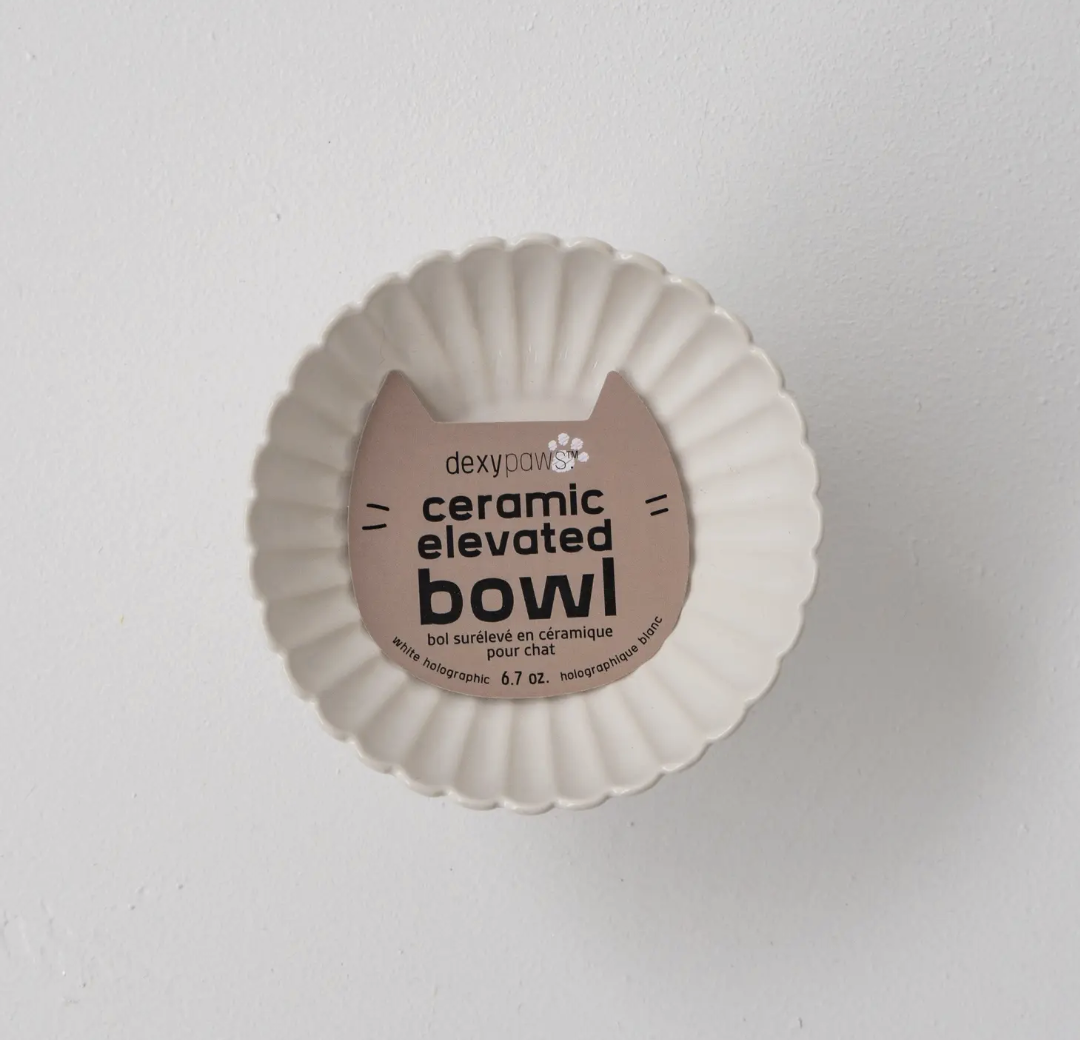 dexypaws™
ceramic
elevated
bowl
bol surélevé en céramique
pour chat
white holographic 6.7 oz. holographique blanc